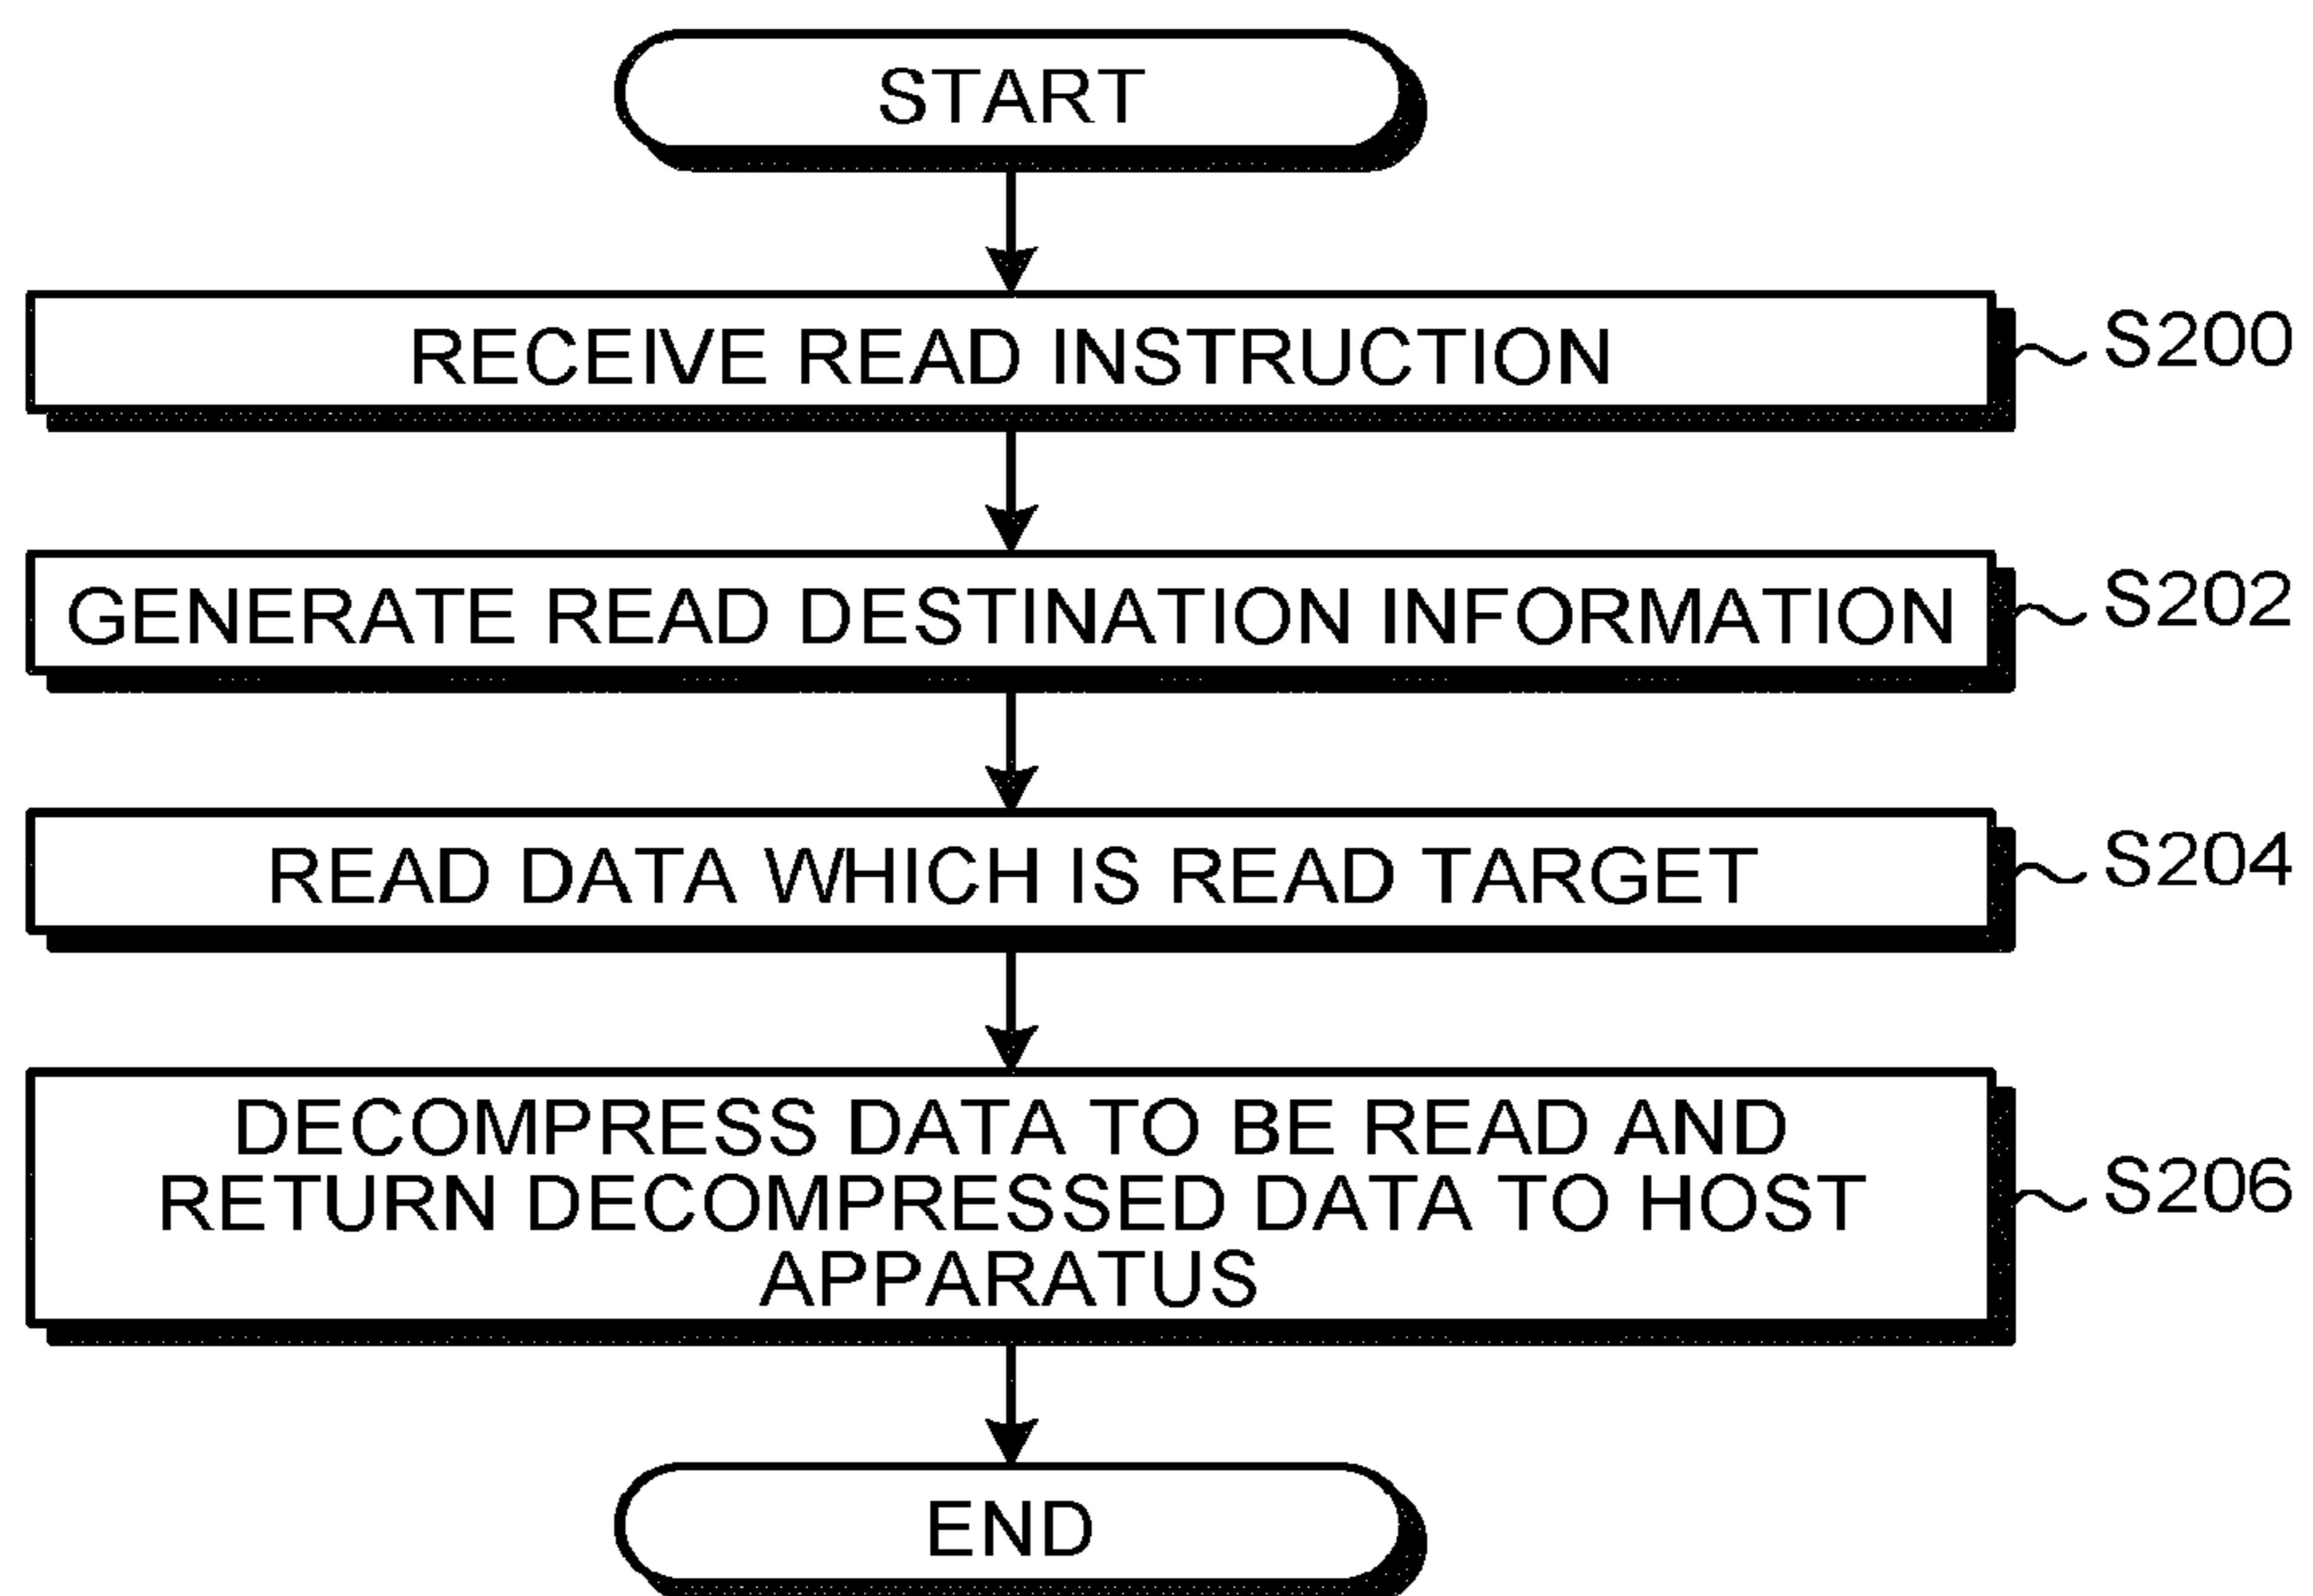 START
RECEIVE READ INSTRUCTION
S200
GENERATE READ DESTINATION INFORMATION
S202
READ DATA WHICH IS READ TARGET
S204
DECOMPRESS DATA TO BE READ AND
RETURN DECOMPRESSED DATA TO HOST
APPARATUS
S206
END